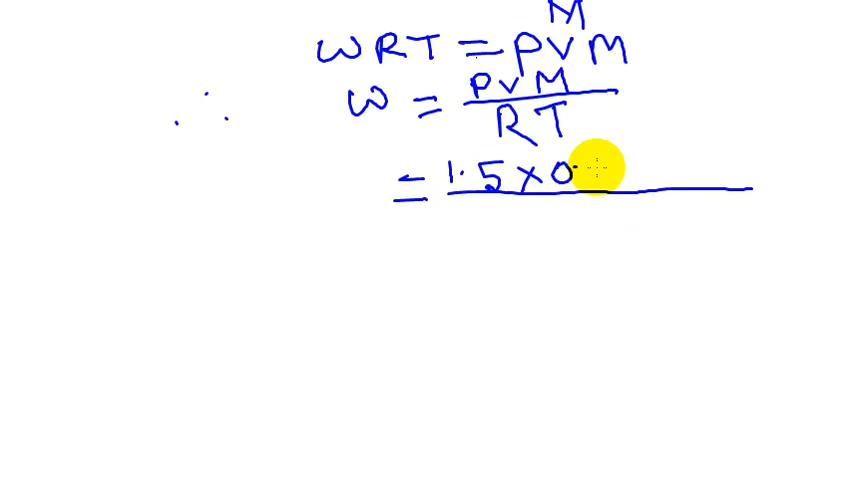 M
WRT = PVM
∴ W = PVM
RT
= 1.5 × 0.